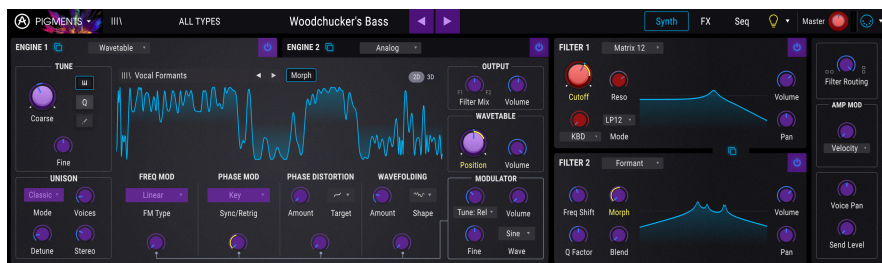 PIGMENTS
ALL TYPES
Woodchucker's Bass
Synth
FX
Seq
Master
ENGINE 1
Wavetable
ENGINE 2
Analog
TUNE
Coarse
Q
Fine
Vocal Formants
Morph
2D
3D
OUTPUT
F1
F2
Filter Mix
Volume
WAVETABLE
Position
Volume
UNISON
Classic
Mode
Voices
Detune
Stereo
FREQ MOD
Linear
FM Type
PHASE MOD
Key
Sync/Retrig
PHASE DISTORTION
Amount
Target
WAVEFOLDING
Amount
Shape
MODULATOR
Tune: Rel
Volume
Sine
Fine
Wave
FILTER 1
Matrix 12
Cutoff
Reso
LP12
KBD
Mode
Volume
Pan
FILTER 2
Formant
Freq Shift
Morph
Q Factor
Blend
Volume
Pan
Filter Routing
AMP MOD
Velocity
Voice Pan
Send Level